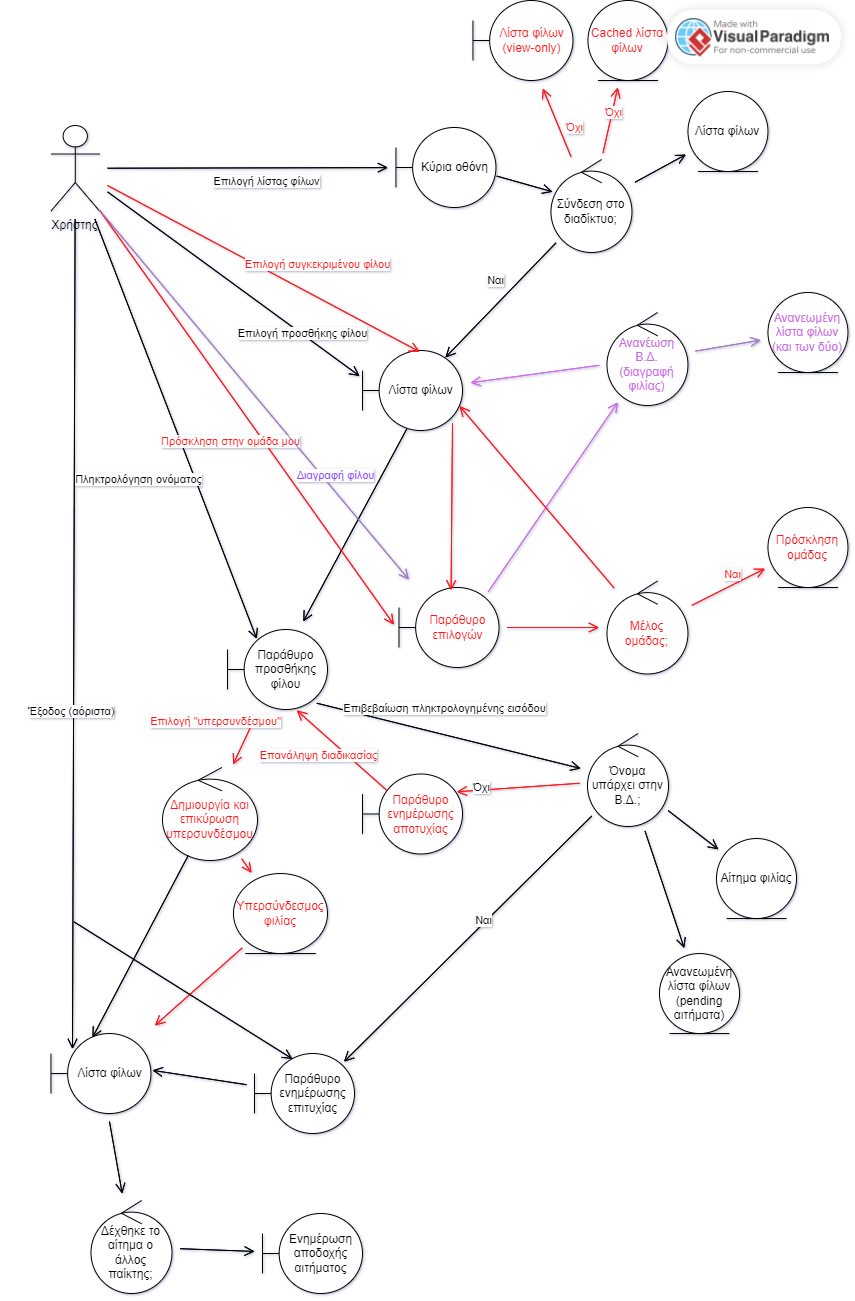 Λίστα φίλων
(view-only)
Cached λίστα
φίλων
Made with
Visual Paradigm
For non-commercial use
Όχι
Όχι
Λίστα φίλων
Κύρια οθόνη
Επιλογή λίστας φίλων
Σύνδεση στο
διαδίκτυο;
Χρήστης
Επιλογή συγκεκριμένου φίλου
Ναι
Επιλογή προσθήκης φίλου
Ανανεωμένη
λίστα φίλων
(και των δύο)
Ανανέωση
Β.Δ.
(διαγραφή
φιλίας)
Λίστα φίλων
Πρόσκληση στην ομάδα μου
Πληκτρολόγηση ονόματος
Διαγραφή φίλου
Πρόσκληση
ομάδας
Ναι
Παράθυρο
επιλογών
Μέλος
ομάδας;
Παράθυρο
προσθήκης
φίλου
Έξοδος (αόριστα)
Επιλογή "υπερσυνδέσμου"
Επιβεβαίωση πληκτρολογημένης εισόδου
Επανάληψη διαδικασίας
Όνομα
υπάρχει στην
Β.Δ.;
Όχι
Παράθυρο
ενημέρωσης
αποτυχίας
Δημιουργία και
επικύρωση
υπερσυνδέσμου
Αίτημα φιλίας
Υπερσύνδεσμος
φιλίας
Ναι
Ανανεωμένη
λίστα φίλων
(pending
αιτήματα)
Λίστα φίλων
Παράθυρο
ενημέρωσης
επιτυχίας
Δέχθηκε το
αίτημα ο
άλλος
παίκτης;
Ενημέρωση
αποδοχής
αιτήματος